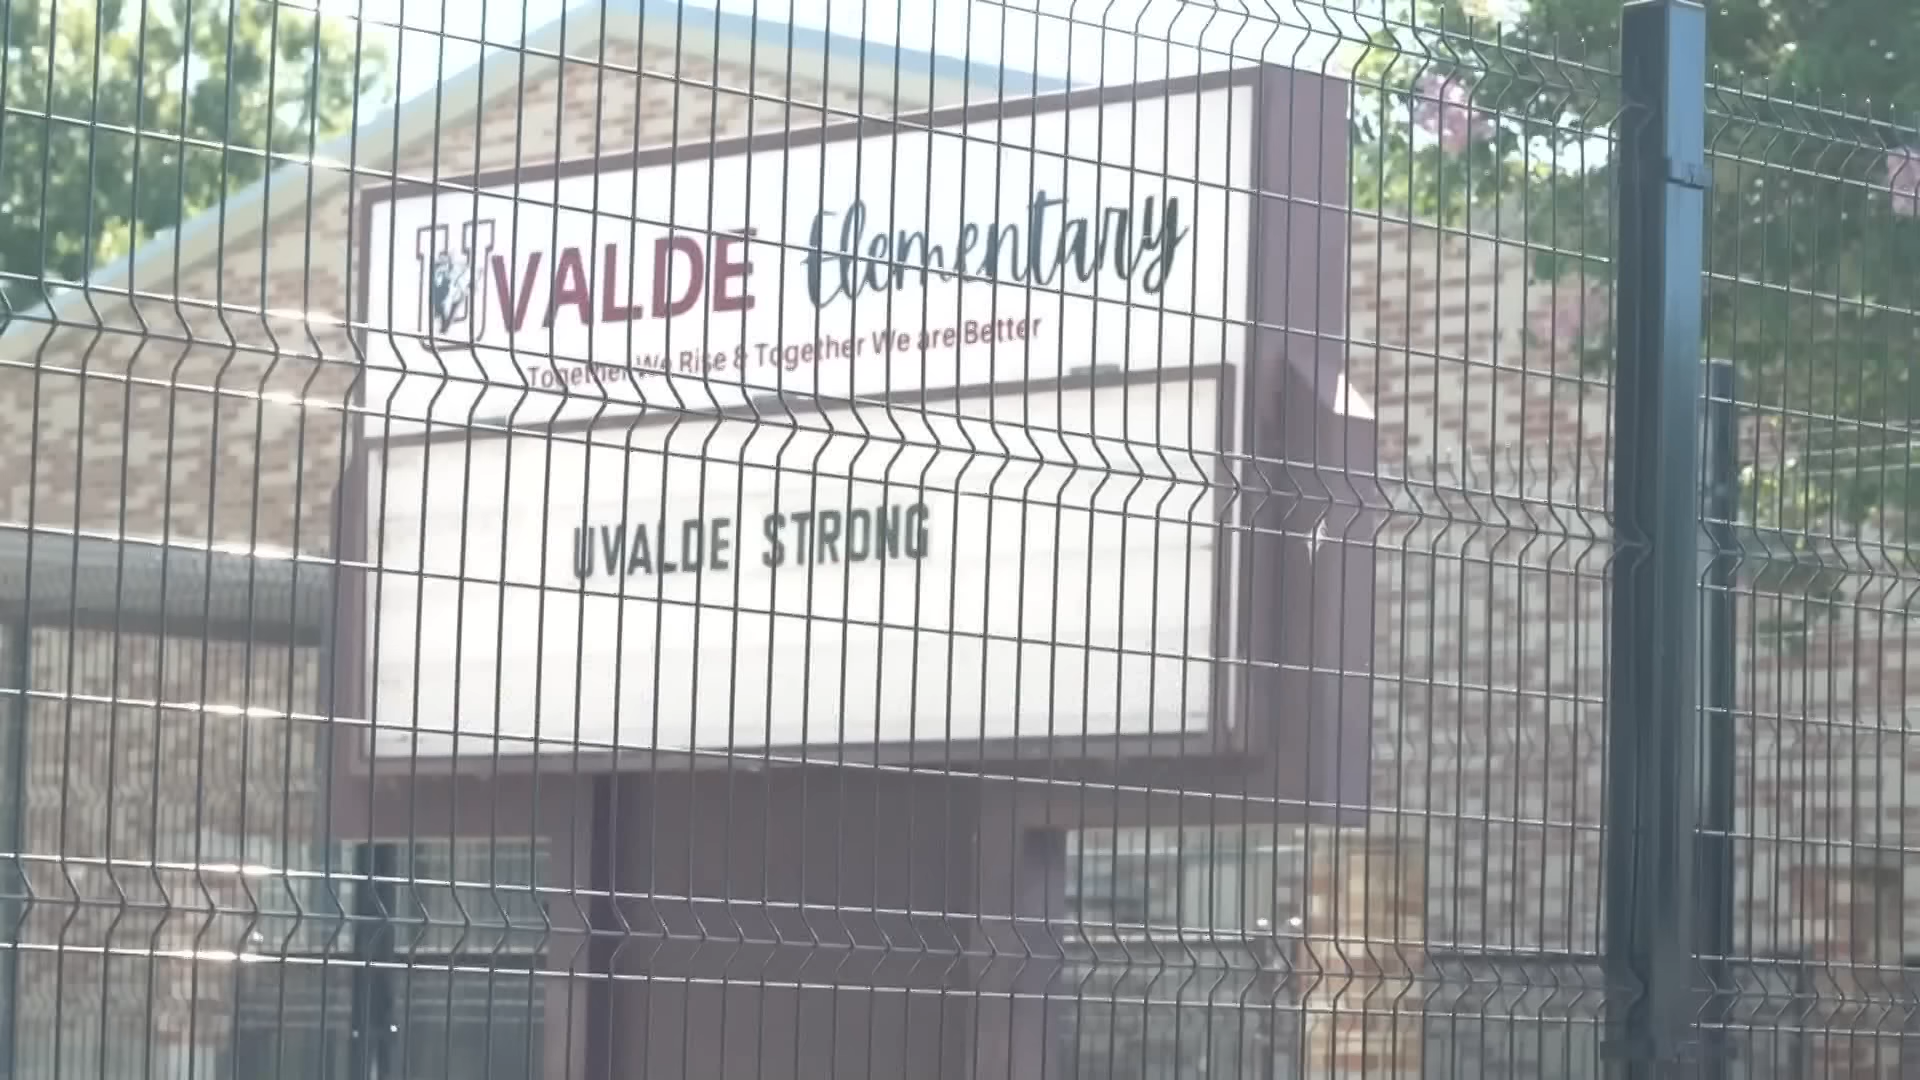 UVALDE Elementary
Together We Rise & Together We are Better
UVALDE STRONG